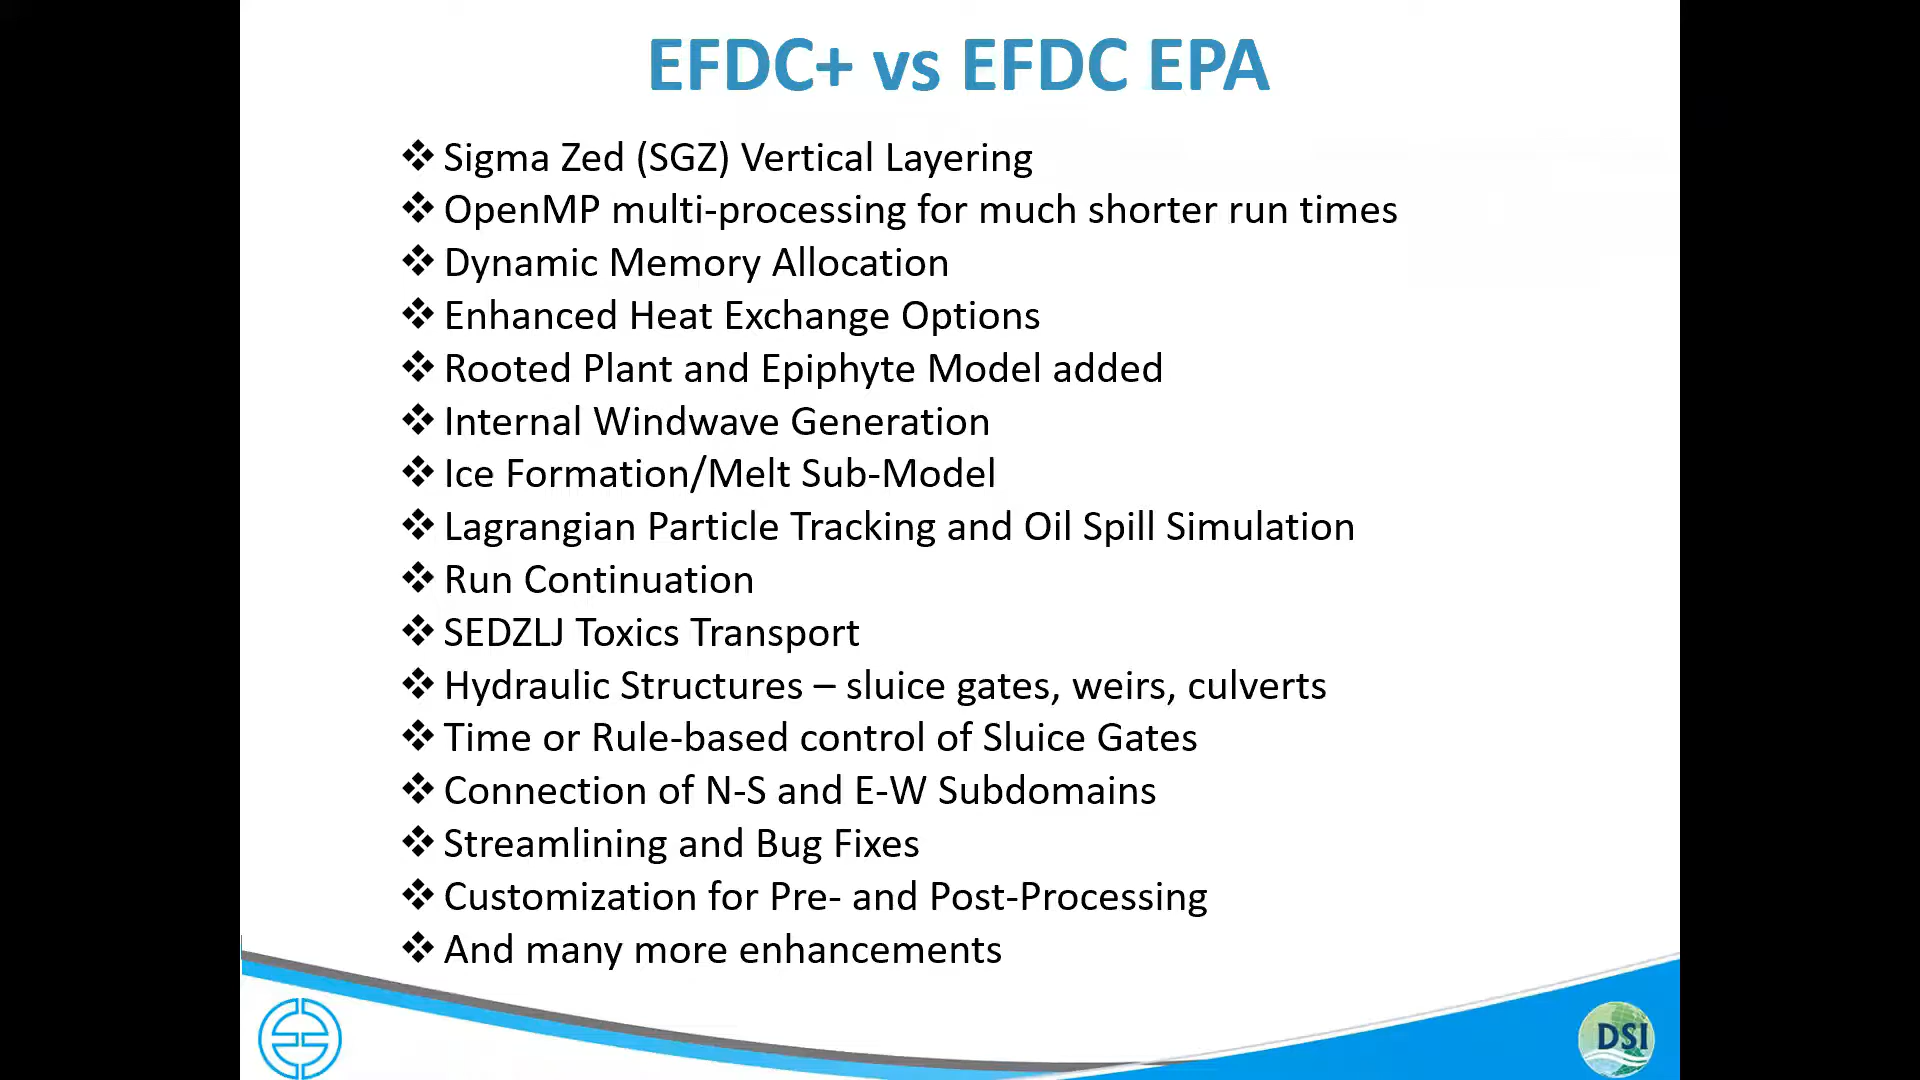 EFDC+ vs EFDC EPA
❖ Sigma Zed (SGZ) Vertical Layering
❖ OpenMP multi-processing for much shorter run times
❖ Dynamic Memory Allocation
❖ Enhanced Heat Exchange Options
❖ Rooted Plant and Epiphyte Model added
❖ Internal Windwave Generation
❖ Ice Formation/Melt Sub-Model
❖ Lagrangian Particle Tracking and Oil Spill Simulation
❖ Run Continuation
❖ SEDZLJ Toxics Transport
❖ Hydraulic Structures – sluice gates, weirs, culverts
❖ Time or Rule-based control of Sluice Gates
❖ Connection of N-S and E-W Subdomains
❖ Streamlining and Bug Fixes
❖ Customization for Pre- and Post-Processing
❖ And many more enhancements
DSI